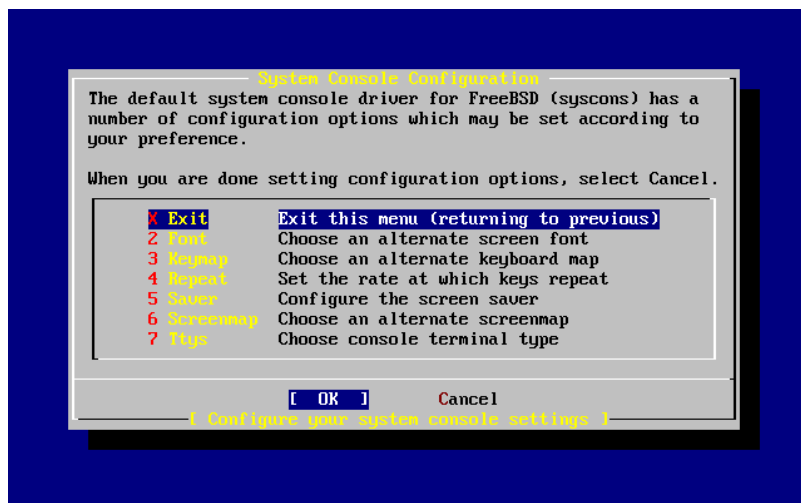 System Console Configuration
The default system console driver for FreeBSD (syscons) has a
number of configuration options which may be set according to
your preference.
When you are done setting configuration options, select Cancel.
X Exit Exit this menu (returning to previous)
2 Font Choose an alternate screen font
3 Keymap Choose an alternate keyboard map
4 Repeat Set the rate at which keys repeat
5 Saver Configure the screen saver
6 Screenmap Choose an alternate screenmap
7 Ttys Choose console terminal type
[ OK ] Cancel
[ Configure your system console settings ]